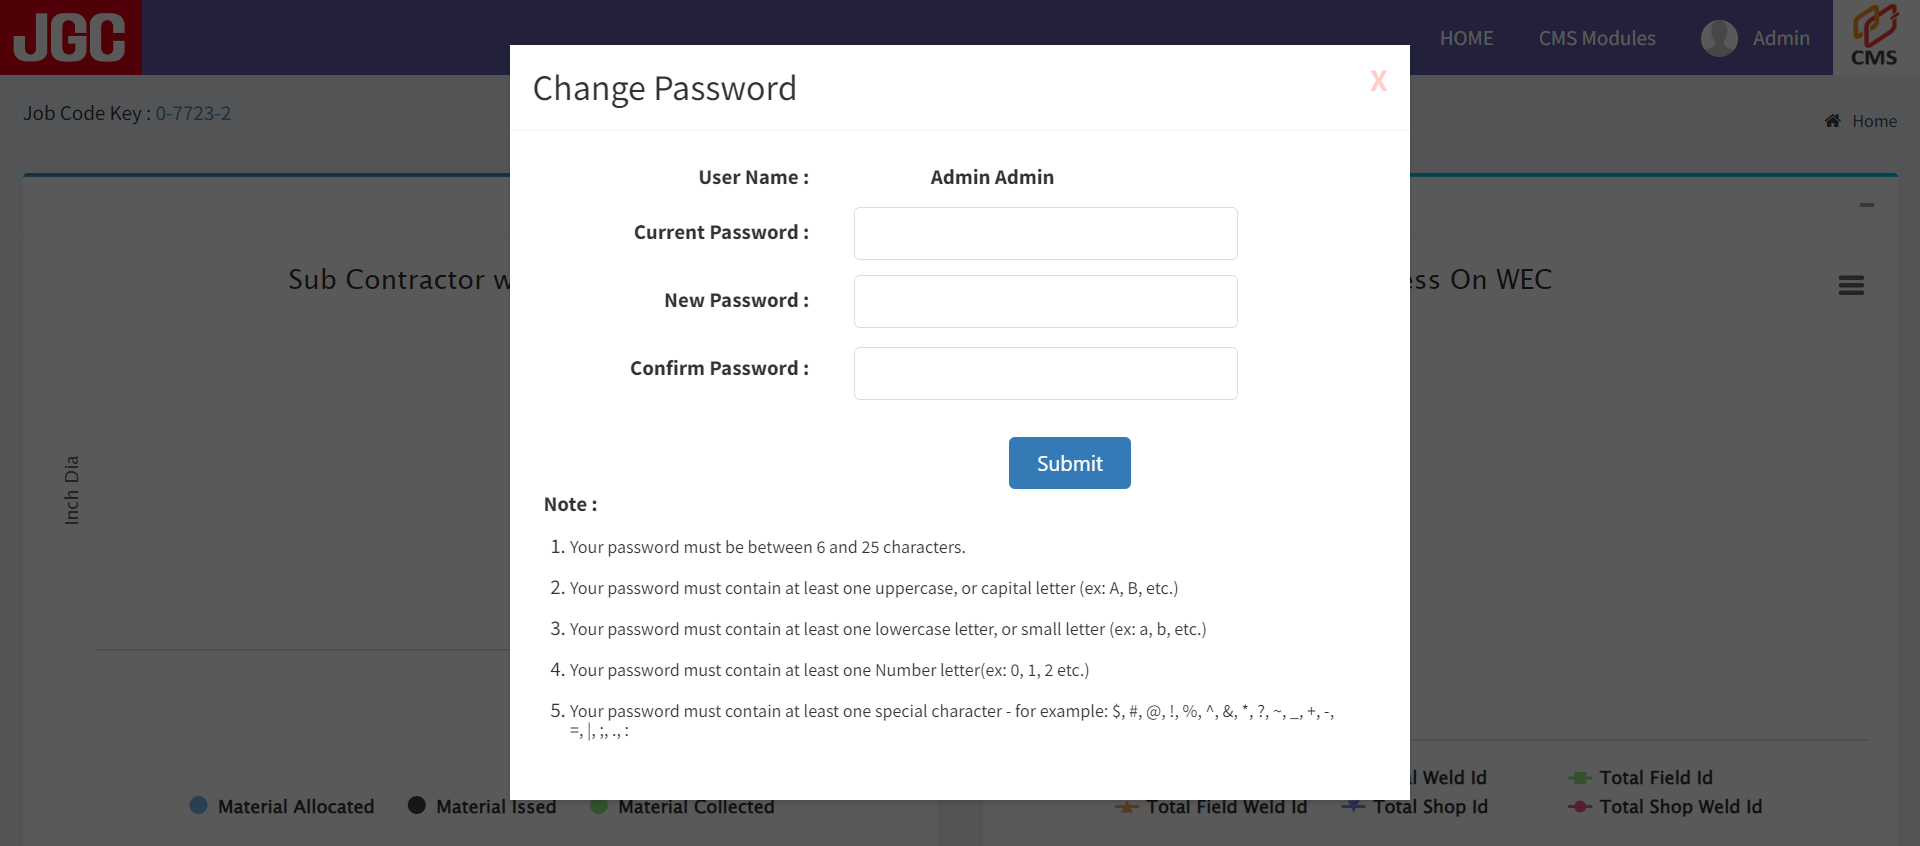 JGC
HOME
CMS Modules
Admin
CMS
Job Code Key : 0-7723-2
Home
Change Password
X
User Name :
Admin Admin
Current Password :
New Password :
Confirm Password :
Submit
Note :
1. Your password must be between 6 and 25 characters.
2. Your password must contain at least one uppercase, or capital letter (ex: A, B, etc.)
3. Your password must contain at least one lowercase letter, or small letter (ex: a, b, etc.)
4. Your password must contain at least one Number letter(ex: 0, 1, 2 etc.)
5. Your password must contain at least one special character - for example: $, #, @, !, %, ^, &, *, ?, ~, _, +, -,
=, |, ;, ., :
Sub Contractor w
ess On WEC
Inch Dia
Material Allocated
Material Issed
Material Collected
l Weld Id
Total Field Id
Total Field Weld Id
Total Shop Id
Total Shop Weld Id